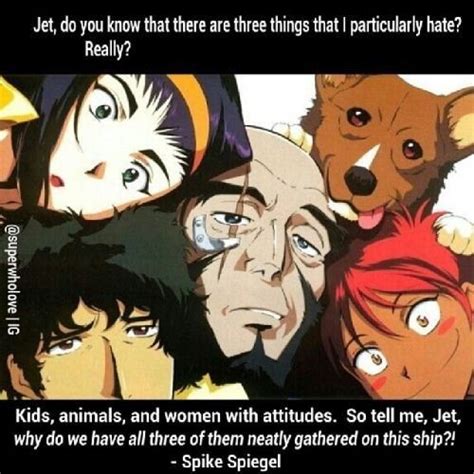 Jet, do you know that there are three things that I particularly hate?
Really?
@superwholove | IG
Kids, animals, and women with attitudes. So tell me, Jet,
why do we have all three of them neatly gathered on this ship?!
- Spike Spiegel